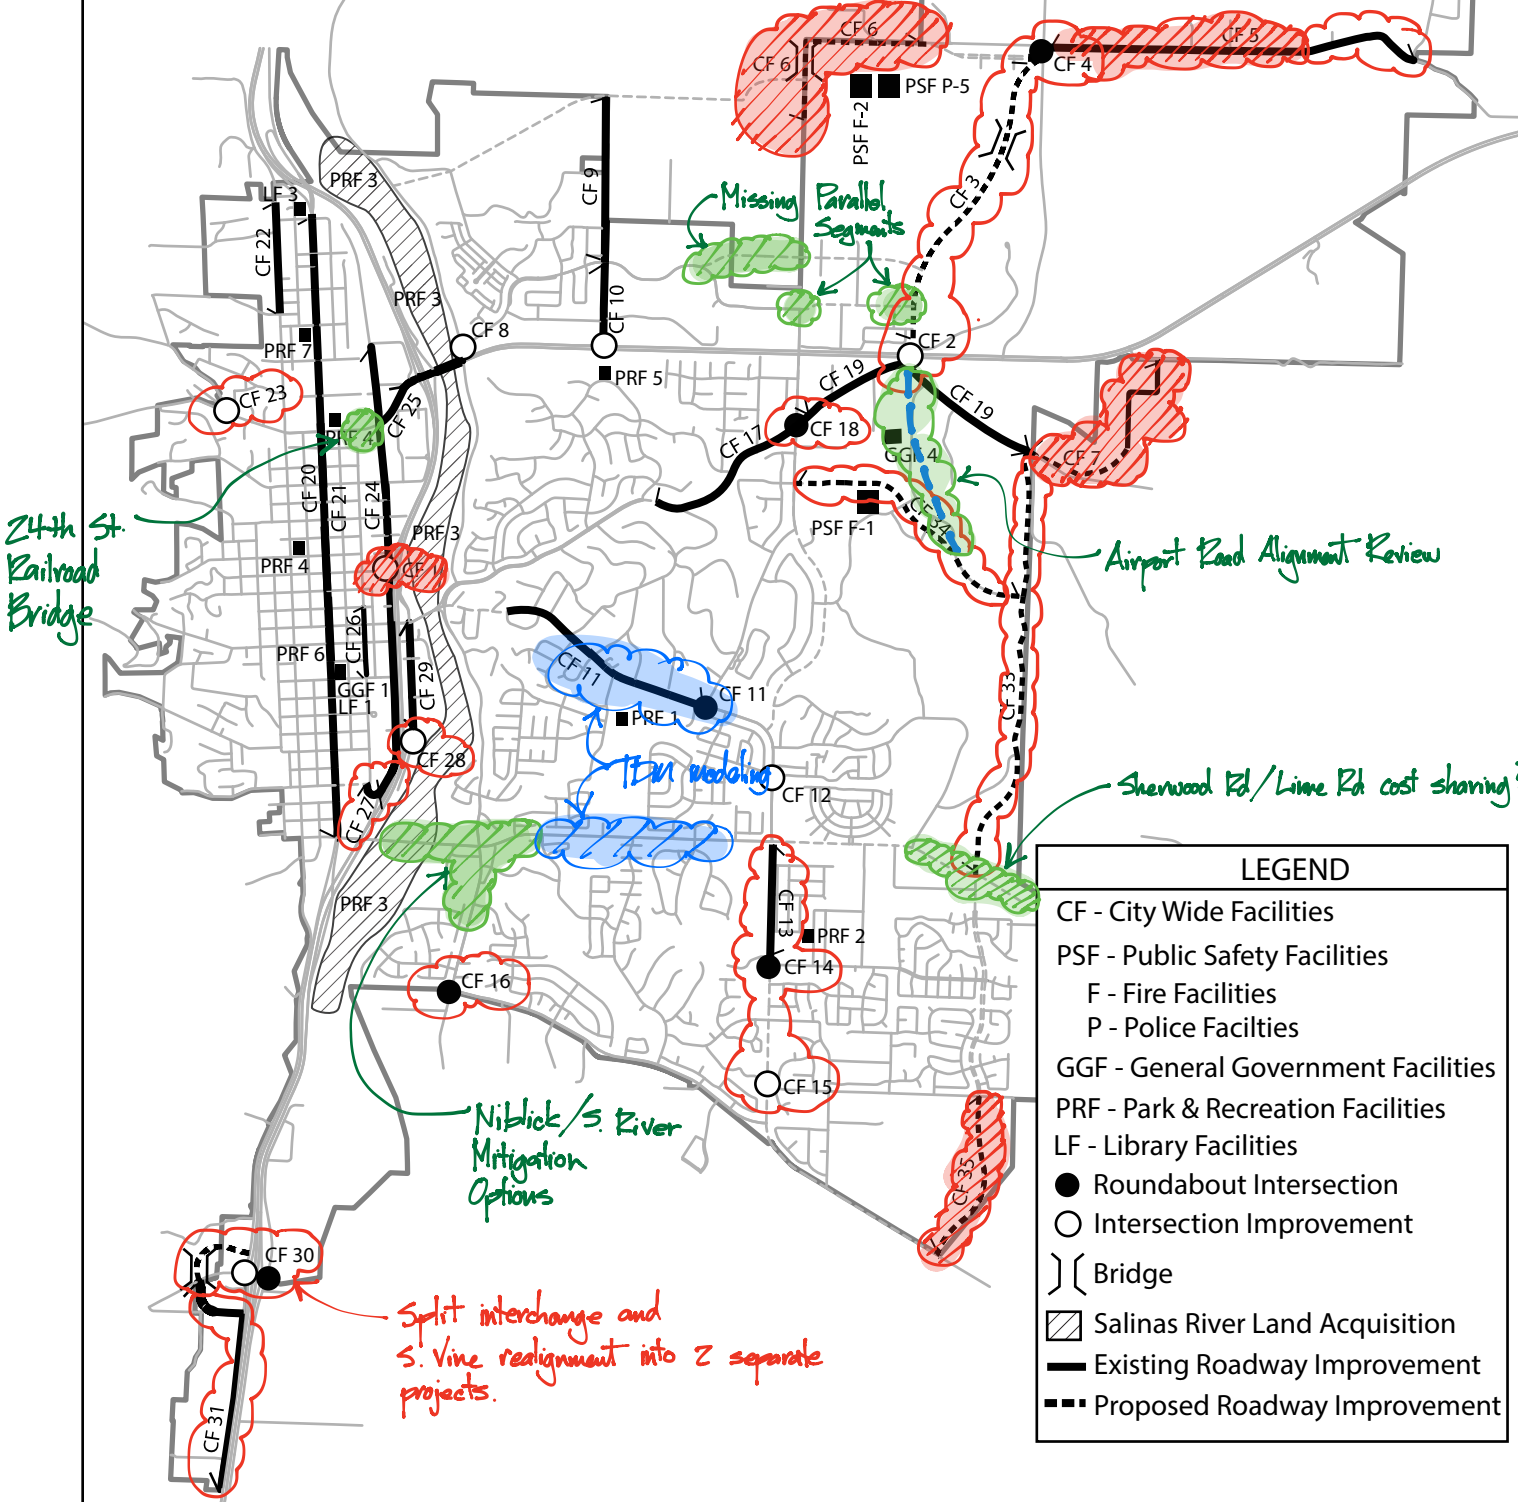 CF 6
CF 6
CF 5
CF 4
PSF P-5
PSF F-2
PRF 3
LF 3
CF 9
Missing Parallel
Segments
CF 3
CF 22
PRF 3
CF 10
CF 8
CF 2
PRF 7
PRF 5
CF 19
CF 19
CF 23
CF 25
PRF 4
CF 18
CF 17
GGF 4
CF 7
CF 20
CF 21
CF 24
PRF 3
PSF F-1
CF 34
24th St.
Railroad
Bridge
PRF 4
CF 1
Airport Road Alignment Review
CF 26
PRF 6
GGF 1
LF 1
CF 29
CF 11
CF 11
PRF 1
CF 33
CF 28
TDM modeling
CF 12
CF 27
Sherwood Rd/Linne Rd. cost sharing?
PRF 3
CF 13
PRF 2
CF 14
CF 16
CF 15
Niblick/S. River
Mitigation
Options
CF 35
CF 30
Split interchange and
S. Vine realignment into 2 separate
projects.
CF 31
LEGEND
CF - City Wide Facilities
PSF - Public Safety Facilities
F - Fire Facilities
P - Police Facilties
GGF - General Government Facilities
PRF - Park & Recreation Facilities
LF - Library Facilities
Roundabout Intersection
Intersection Improvement
Bridge
Salinas River Land Acquisition
Existing Roadway Improvement
Proposed Roadway Improvement